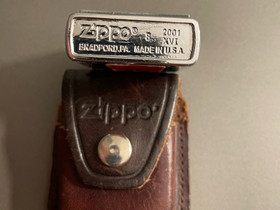 Zippo® B 2001
XVI
BRADFORD.PA. MADE IN U.S.A
Zippo